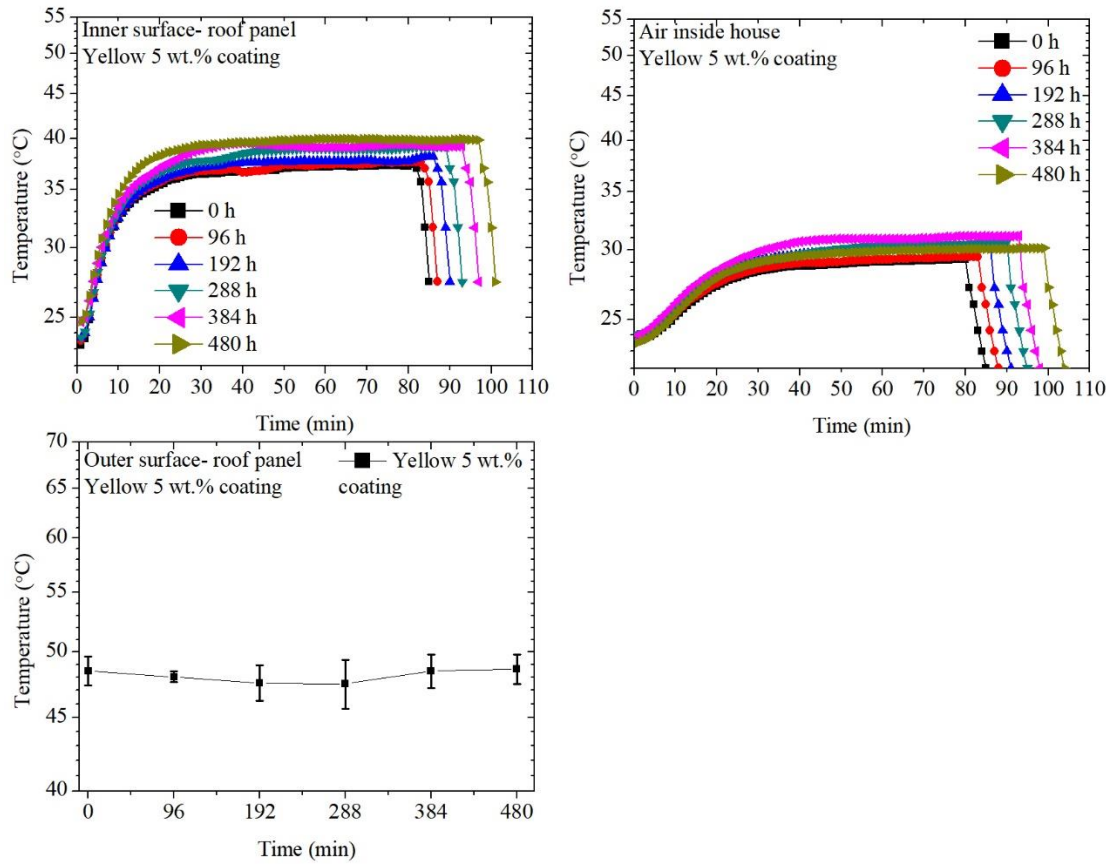 Inner surface- roof panel
Yellow 5 wt.% coating
55
50
45
40
35
30
25
Temperature (°C)
0 h
96 h
192 h
288 h
384 h
480 h
0 10 20 30 40 50 60 70 80 90 100 110
Time (min)
Air inside house
Yellow 5 wt.% coating
55
50
45
40
35
30
25
Temperature (°C)
0 h
96 h
192 h
288 h
384 h
480 h
0 10 20 30 40 50 60 70 80 90 100 110
Time (min)
Outer surface- roof panel
Yellow 5 wt.% coating
Yellow 5 wt.%
coating
70
65
60
55
50
45
40
Temperature (°C)
0 96 192 288 384 480
Time (min)